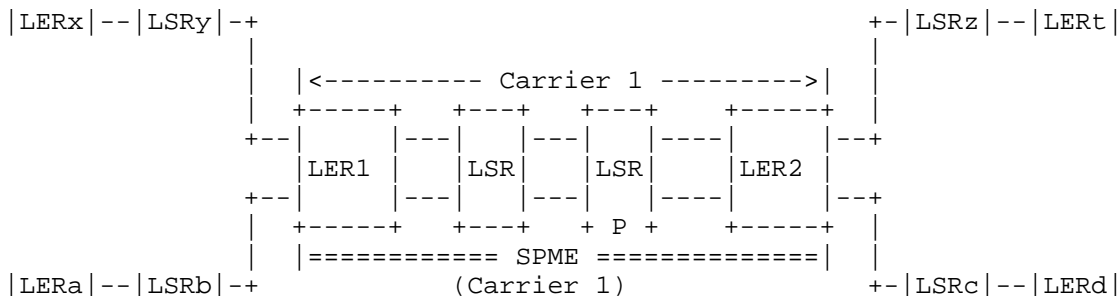 |LERx|--|LSRy|-+ +-|LSRz|--|LERt|
|<---------- Carrier 1 --------->|
|LER1 | |LSR| |LSR| |LER2 |
+-----+ +---+ + P + +-----+
|============ SPME ==============|
|LERa|--|LSRb|-+ (Carrier 1) +-|LSRc|--|LERd|